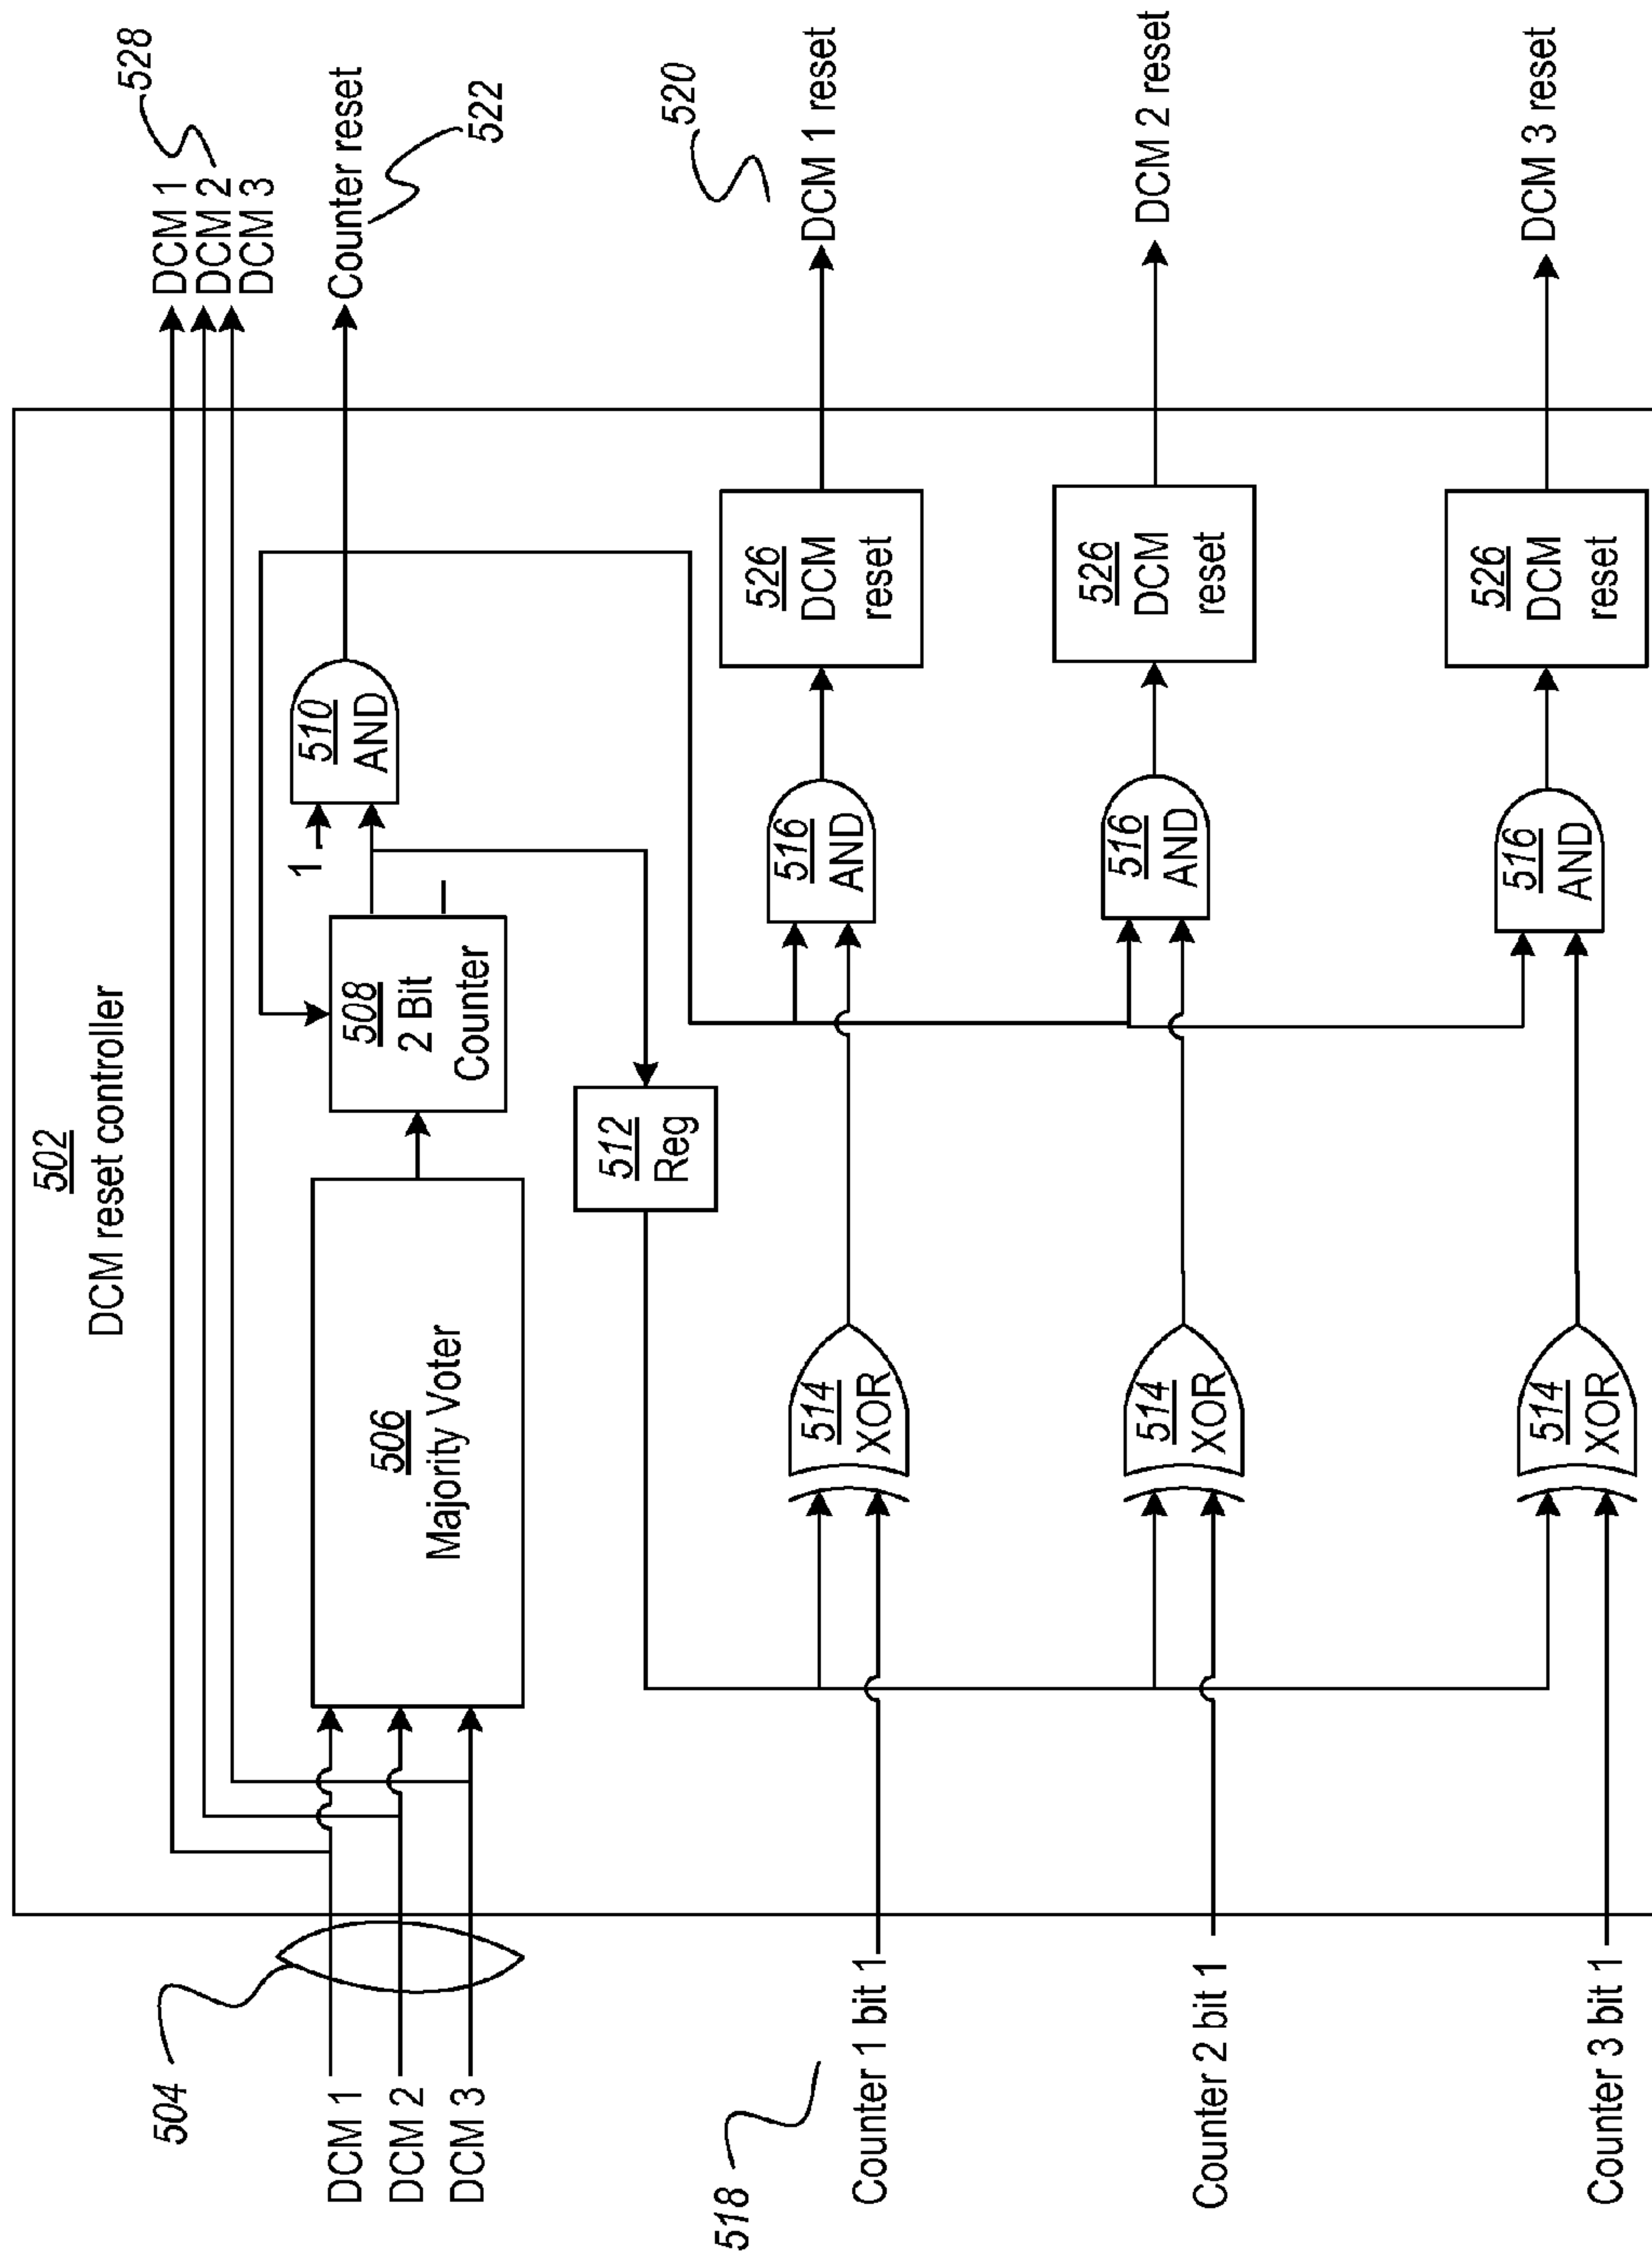 502
DCM reset controller
528
DCM 1
DCM 2
DCM 3
Counter reset
522
504
DCM 1
DCM 2
DCM 3
506
Majority Voter
508
2 Bit
Counter
1
510
AND
512
Reg
520
518
Counter 1 bit 1
514
XOR
516
AND
526
DCM
reset
DCM 1 reset
Counter 2 bit 1
514
XOR
516
AND
526
DCM
reset
DCM 2 reset
Counter 3 bit 1
514
XOR
516
AND
526
DCM
reset
DCM 3 reset